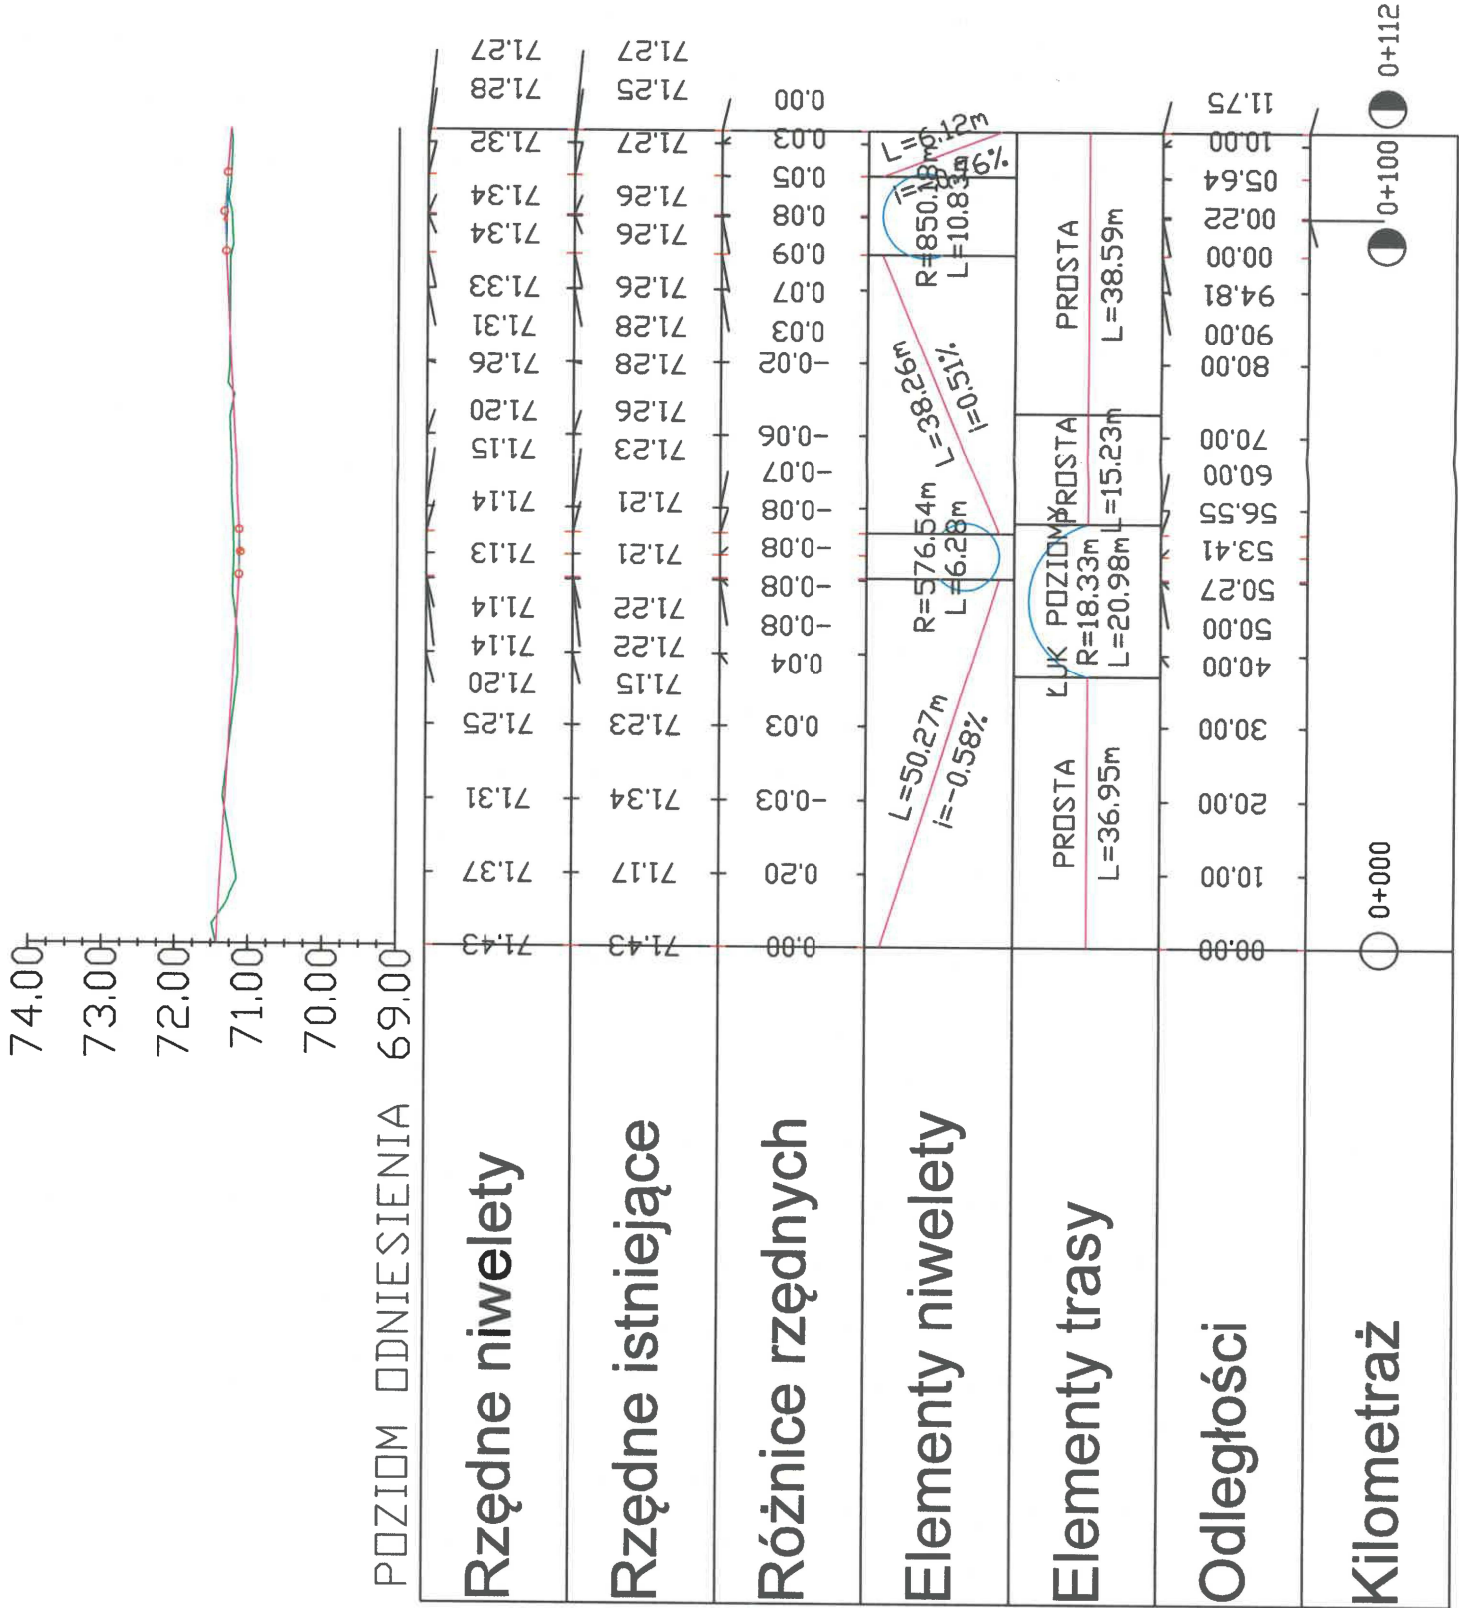 74.00
73.00
72.00
71.00
70.00
POZIOM ODNIESIENIA 69.00
Rzędne niwelety
71.43 71.37 71.31 71.25 71.20 71.14 71.14 71.13 71.14 71.15 71.20 71.26 71.31 71.33 71.34 71.34 71.32 71.28 71.27
Rzędne istniejące
71.43 71.17 71.34 71.23 71.15 71.22 71.22 71.21 71.21 71.23 71.26 71.28 71.28 71.26 71.26 71.26 71.27 71.25 71.27
Różnice rzędnych
0.00 0.20 -0.03 0.03 0.04 -0.08 -0.08 -0.08 -0.08 -0.07 -0.06 -0.02 0.03 0.07 0.09 0.08 0.05 0.03 0.00
Elementy niwelety
L=50.27m
i=-0.58%
R=576.54m
L=6.28m
L=38.26m
i=0.51%
R=850.18m
L=10.83m
L=6.12m
Elementy trasy
PROSTA
L=36.95m
ŁUK POZIOMY
R=18.33m
L=20.98m
PROSTA
L=15.23m
PROSTA
L=38.59m
Odległości
00.00 10.00 20.00 30.00 40.00 50.00 50.27 53.41 56.55 60.00 70.00 80.00 90.00 94.81 00.00 00.22 05.64 10.00 11.75
Kilometraż
0+000 0+100 0+112